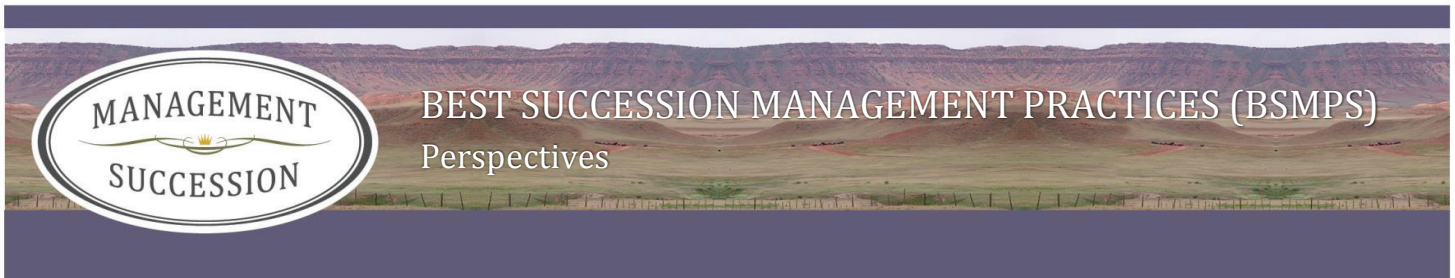 MANAGEMENT
SUCCESSION
BEST SUCCESSION MANAGEMENT PRACTICES (BSMPS)
Perspectives